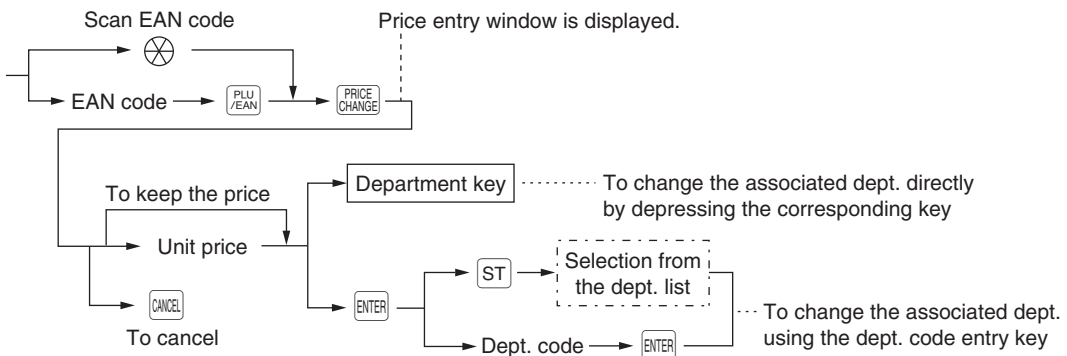 Scan EAN code
Price entry window is displayed.
EAN code
PLU
/EAN
PRICE
CHANGE
To keep the price
Unit price
CANCEL
To cancel
Department key
To change the associated dept. directly
by depressing the corresponding key
ENTER
ST
Selection from
the dept. list
Dept. code
ENTER
To change the associated dept.
using the dept. code entry key